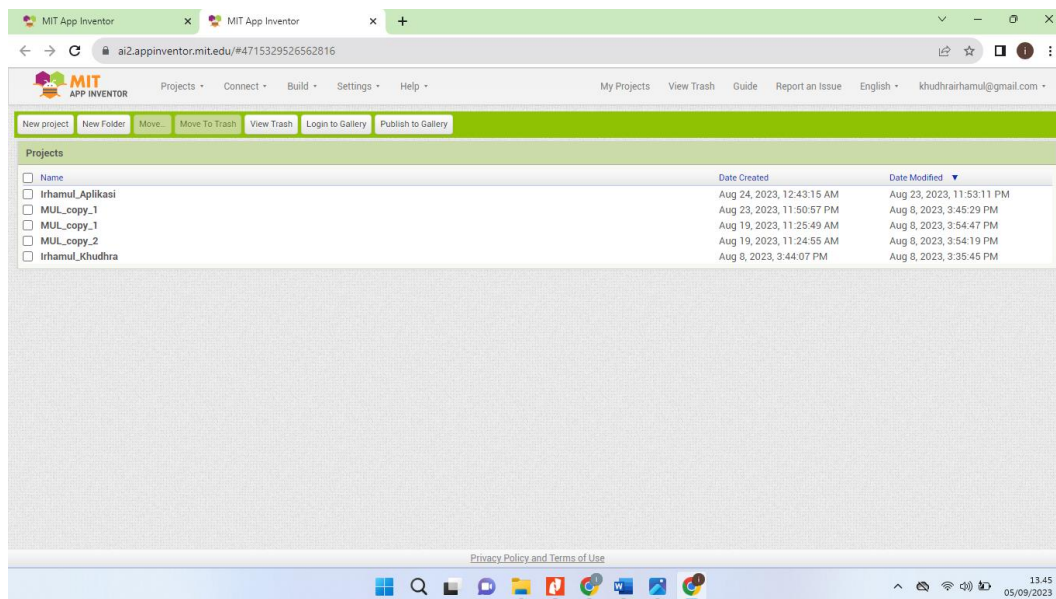 MIT App Inventor MIT App Inventor
ai2.appinventor.mit.edu/#4715329526562816
MIT APP INVENTOR Projects Connect Build Settings Help My Projects View Trash Guide Report an Issue English khudhrairhamul@gmail.com
New project New Folder Move... Move To Trash View Trash Login to Gallery Publish to Gallery
Projects
Name Date Created Date Modified
Irhamul_Aplikasi Aug 24, 2023, 12:43:15 AM Aug 23, 2023, 11:53:11 PM
MUL_copy_1 Aug 23, 2023, 11:50:57 PM Aug 8, 2023, 3:45:29 PM
MUL_copy_1 Aug 19, 2023, 11:25:49 AM Aug 8, 2023, 3:54:47 PM
MUL_copy_2 Aug 19, 2023, 11:24:55 AM Aug 8, 2023, 3:54:19 PM
Irhamul_Khudhra Aug 8, 2023, 3:44:07 PM Aug 8, 2023, 3:35:45 PM
Privacy Policy and Terms of Use
13.45
05/09/2023